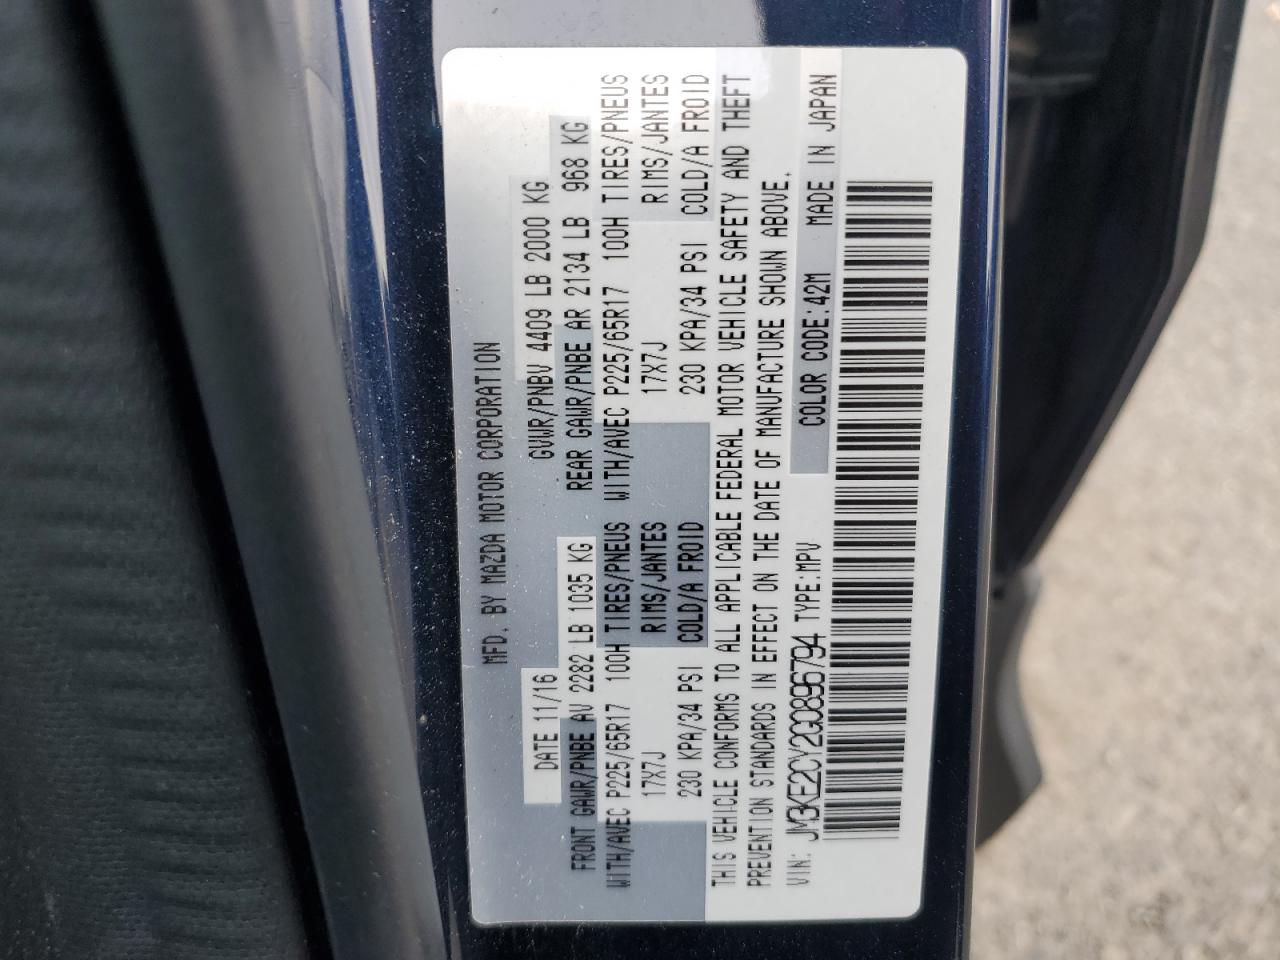 MFD. BY MAZDA MOTOR CORPORATION
DATE 11/16 GVWR/PNBV 4409 LB 2000 KG
FRONT GAWR/PNBE AV 2282 LB 1035 KG REAR GAWR/PNBE AR 2134 LB 968 KG
WITH/AVEC P225/65R17 100H TIRES/PNEUS WITH/AVEC P225/65R17 100H TIRES/PNEUS
17X7J RIMS/JANTES 17X7J RIMS/JANTES
230 KPA/34 PSI COLD/A FROID 230 KPA/34 PSI COLD/A FROID
THIS VEHICLE CONFORMS TO ALL APPLICABLE FEDERAL MOTOR VEHICLE SAFETY AND THEFT
PREVENTION STANDARDS IN EFFECT ON THE DATE OF MANUFACTURE SHOWN ABOVE.
VIN: JM3KE2CY2G0896794 TYPE:MPV COLOR CODE:42M MADE IN JAPAN